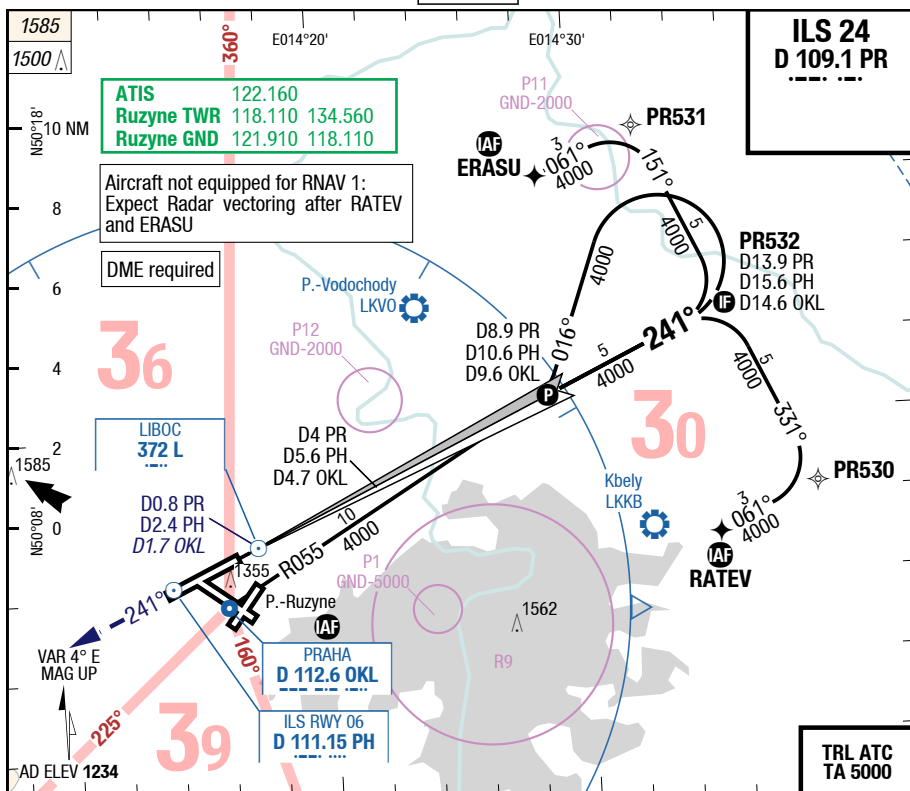 1585
1500
360°
E014°20'
E014°30'
ILS 24
D 109.1 PR
ATIS 122.160
Ruzyne TWR 118.110 134.560
Ruzyne GND 121.910 118.110
N50°18'
10 NM
P11
GND-2000
PR531
IAF
ERASU
3
061°
4000
151°
5
4000
Aircraft not equipped for RNAV 1:
Expect Radar vectoring after RATEV
and ERASU
8
DME required
PR532
D13.9 PR
D15.6 PH
D14.6 OKL
IF
4000
016°
P.-Vodochody
LKVO
6
36
P12
GND-2000
D8.9 PR
D10.6 PH
D9.6 OKL
P
5
4000
241°
5
4000
331°
4
30
LIBOC
372 L
D4 PR
D5.6 PH
D4.7 OKL
2
1585
PR530
Kbely
LKKB
3
061°
4000
IAF
RATEV
N50°08'
0
D0.8 PR
D2.4 PH
D1.7 OKL
10
4000
R055
P1
GND-5000
1355
P.-Ruzyne
IAF
1562
241°
R9
VAR 4° E
MAG UP
160°
PRAHA
D 112.6 OKL
225°
39
ILS RWY 06
D 111.15 PH
AD ELEV 1234
TRL ATC
TA 5000